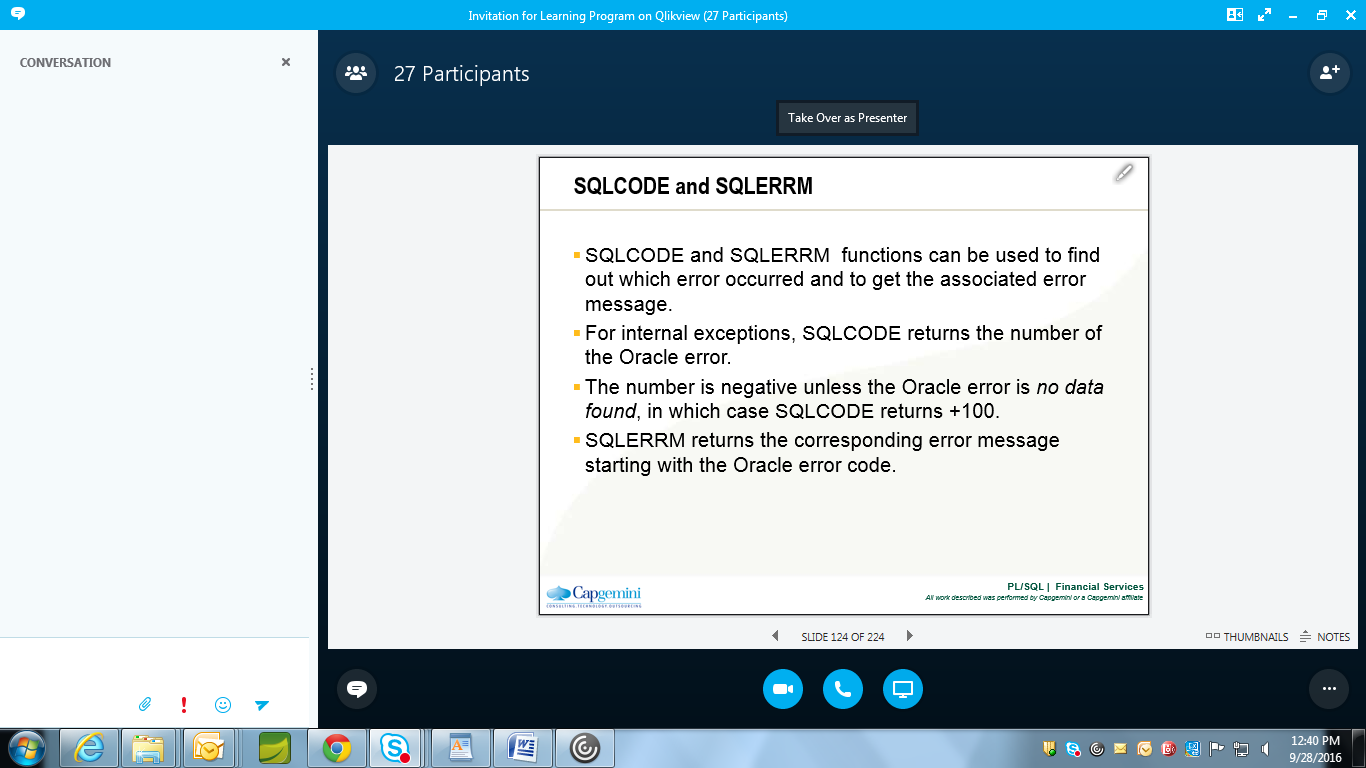 Invitation for Learning Program on Qlikview (27 Participants)
CONVERSATION
27 Participants
Take Over as Presenter
SQLCODE and SQLERRM
SQLCODE and SQLERRM functions can be used to find
out which error occurred and to get the associated error
message.
For internal exceptions, SQLCODE returns the number of
the Oracle error.
The number is negative unless the Oracle error is no data
found, in which case SQLCODE returns +100.
SQLERRM returns the corresponding error message
starting with the Oracle error code.
Capgemini
CONSULTING.TECHNOLOGY.OUTSOURCING
PL/SQL | Financial Services
All work described was performed by Capgemini or a Capgemini affiliate
SLIDE 124 OF 224
THUMBNAILS
NOTES
12:40 PM
9/28/2016